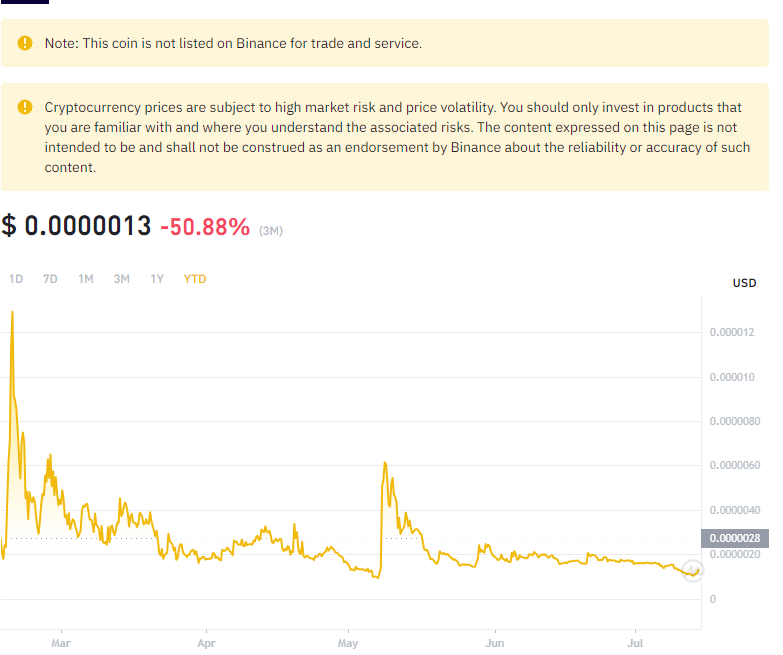 Note: This coin is not listed on Binance for trade and service.
Cryptocurrency prices are subject to high market risk and price volatility. You should only invest in products that
you are familiar with and where you understand the associated risks. The content expressed on this page is not
intended to be and shall not be construed as an endorsement by Binance about the reliability or accuracy of such
content.
$ 0.0000013 -50.88% (3M)
1D 7D 1M 3M 1Y YTD
USD
0.000012
0.000010
0.0000080
0.0000060
0.0000040
0.0000028
0.0000020
0
Mar Apr May Jun Jul